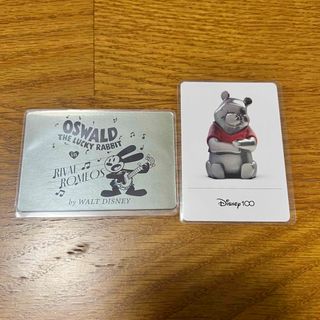 OSWALD
THE LUCKY RABBIT
in
RIVAL ROMEOS
by WALT DISNEY
Disney 100